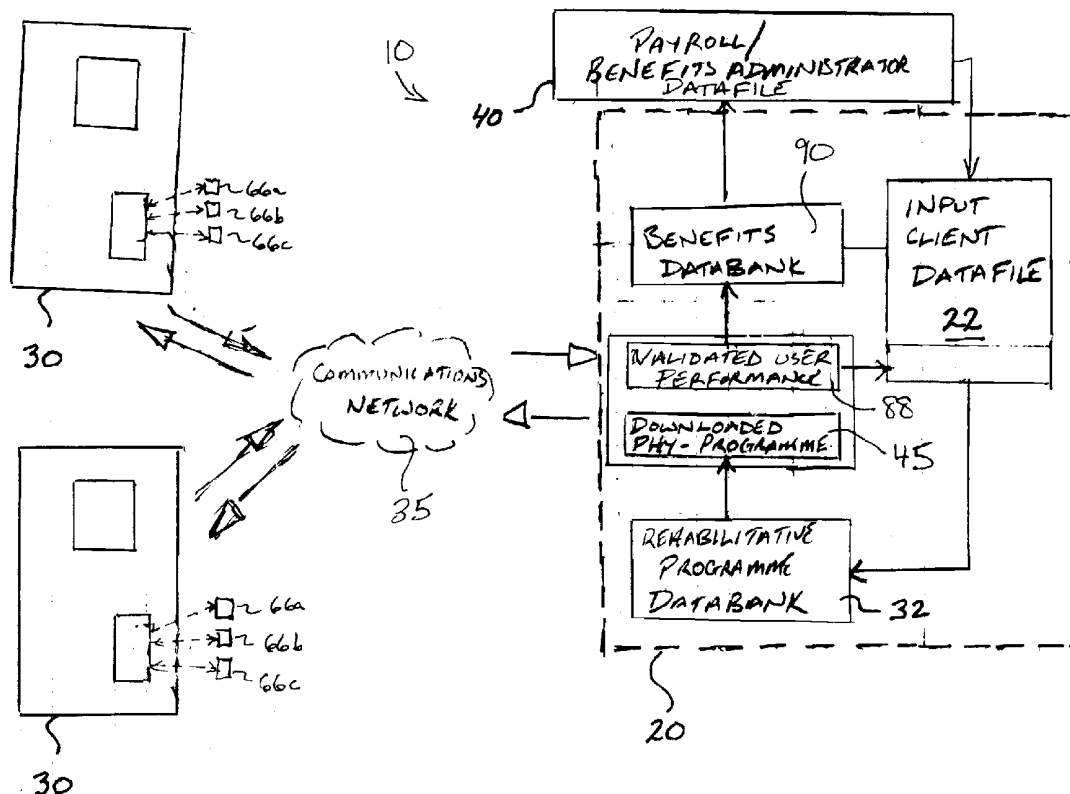 10
PAYROLL/
BENEFITS ADMINISTRATOR
DATAFILE
40
66a
66b
66c
30
90
BENEFITS
DATABANK
INPUT
CLIENT
DATAFILE
22
COMMUNICATIONS
NETWORK
35
VALIDATED USER
PERFORMANCE
88
DOWNLOADED
PHY-PROGRAMME
45
REHABILITATIVE
PROGRAMME
DATABANK
32
66a
66b
66c
30
20